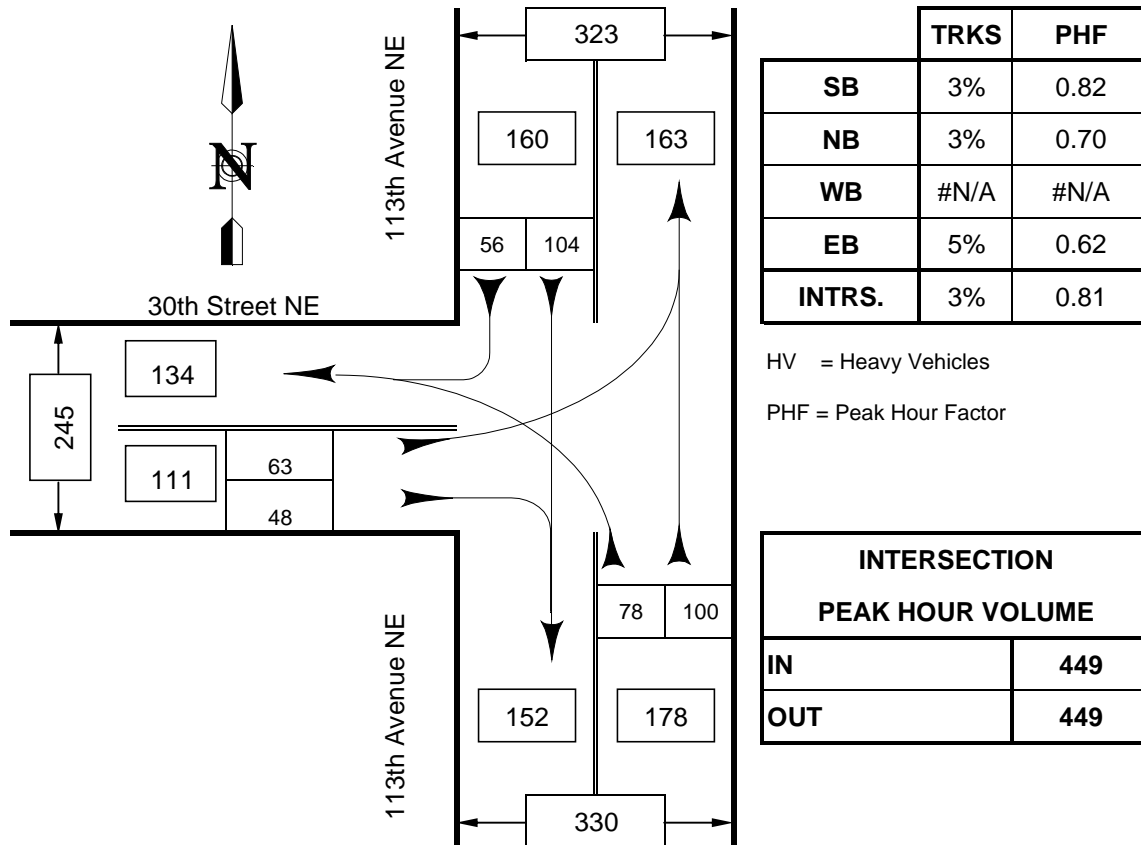 323
113th Avenue NE
160
163
N
56
104
30th Street NE
134
245
111
63
48
78
100
113th Avenue NE
152
178
330
TRKS PHF
SB 3% 0.82
NB 3% 0.70
WB #N/A #N/A
EB 5% 0.62
INTRS. 3% 0.81
HV = Heavy Vehicles
PHF = Peak Hour Factor
INTERSECTION
PEAK HOUR VOLUME
IN 449
OUT 449